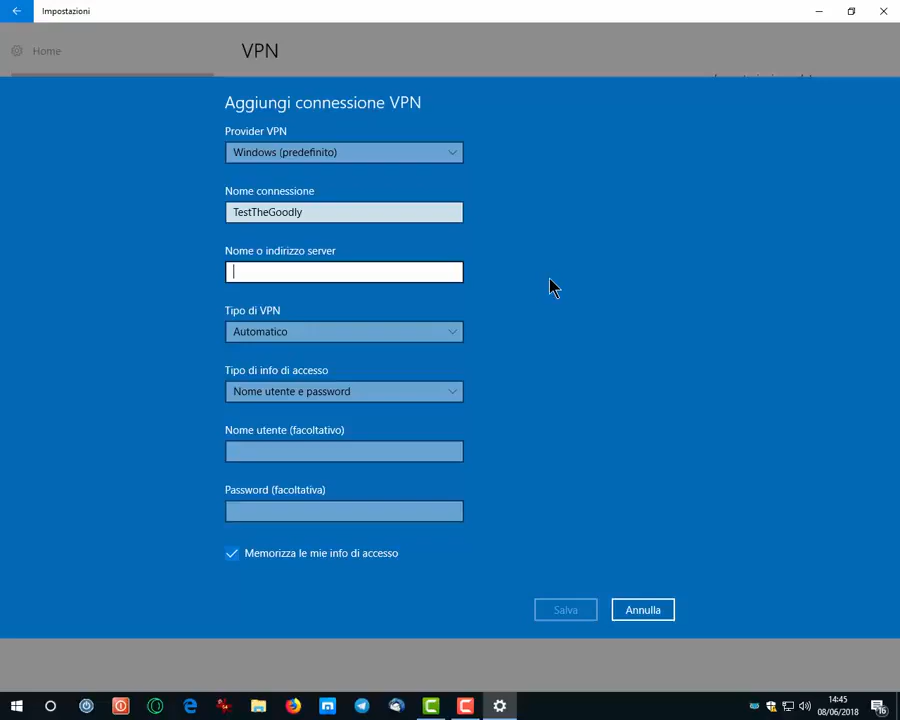 Impostazioni
Home
VPN
Aggiungi connessione VPN
Provider VPN
Windows (predefinito)
Nome connessione
TestTheGoodly
Nome o indirizzo server
Tipo di VPN
Automatico
Tipo di info di accesso
Nome utente e password
Nome utente (facoltativo)
Password (facoltativa)
Memorizza le mie info di accesso
Salva
Annulla
14:45
08/06/2018
16